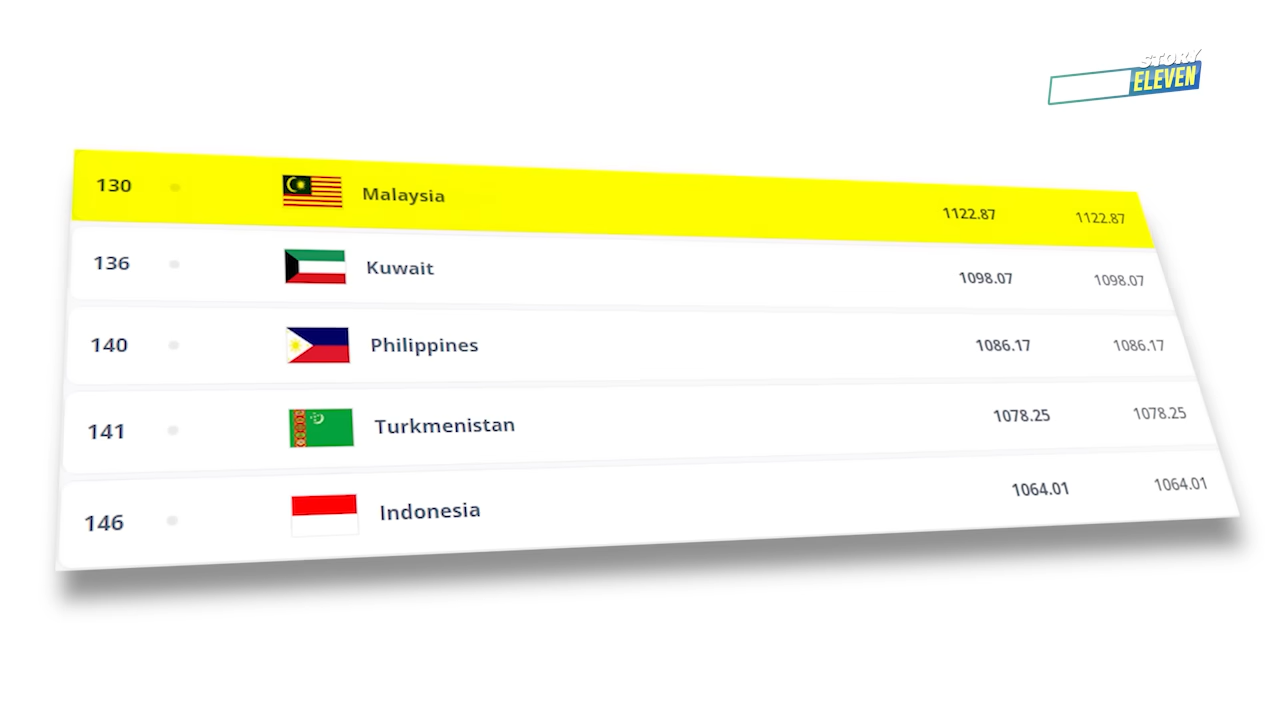 STORY
ELEVEN
130 Malaysia 1122.87 1122.87
136 Kuwait 1098.07 1098.07
140 Philippines 1086.17 1086.17
141 Turkmenistan 1078.25 1078.25
146 Indonesia 1064.01 1064.01